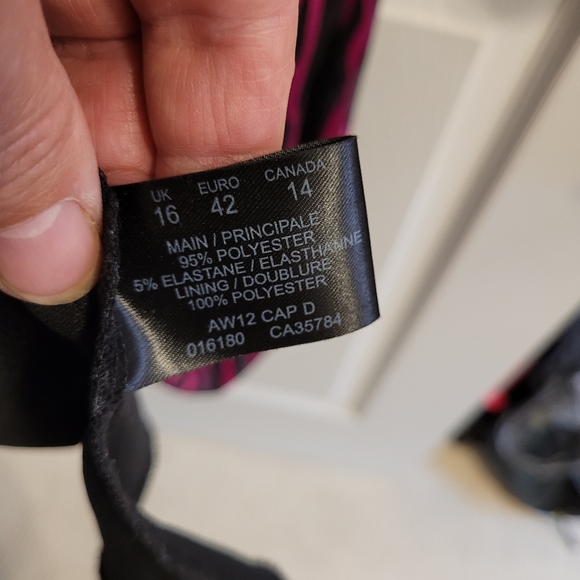 UK EURO CANADA
16 42 14
MAIN / PRINCIPALE
95% POLYESTER
5% ELASTANE / ELASTHANNE
LINING / DOUBLURE
100% POLYESTER
AW12 CAP D
016180 CA35784